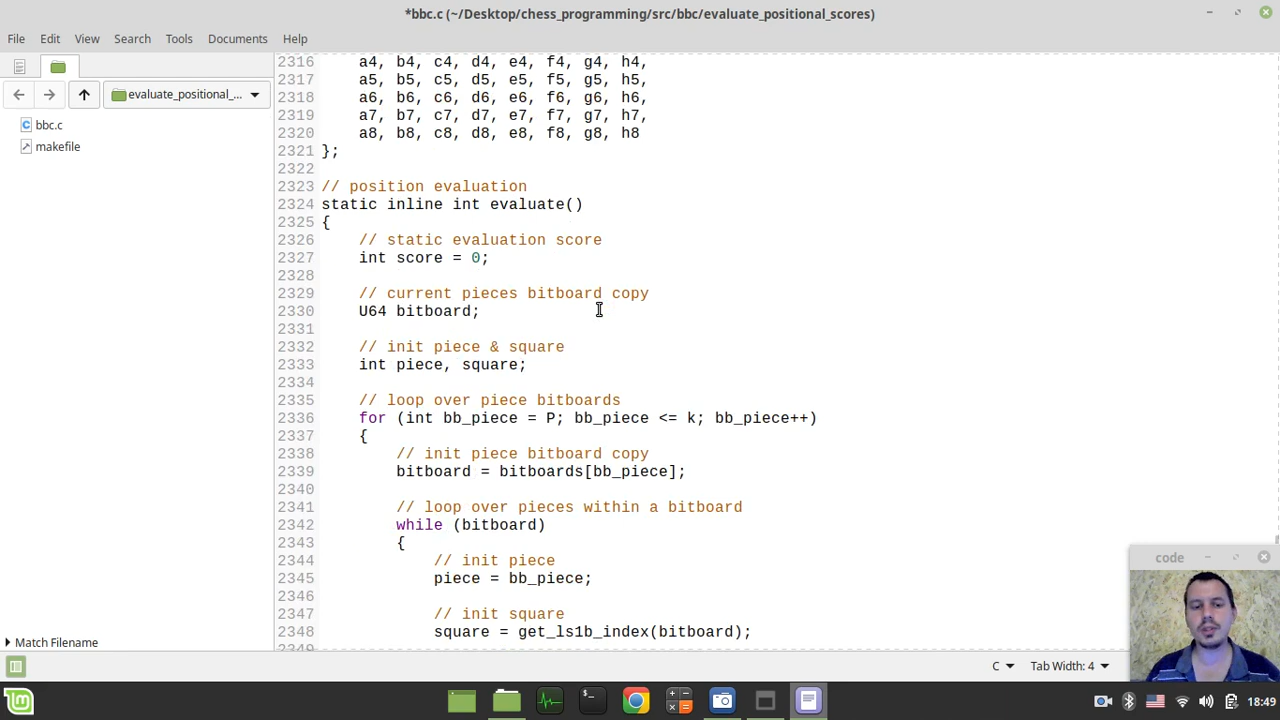 *bbc.c (~/Desktop/chess_programming/src/bbc/evaluate_positional_scores)
File Edit View Search Tools Documents Help
evaluate_positional_...
bbc.c
makefile
2316 a4, b4, c4, d4, e4, f4, g4, h4,
2317 a5, b5, c5, d5, e5, f5, g5, h5,
2318 a6, b6, c6, d6, e6, f6, g6, h6,
2319 a7, b7, c7, d7, e7, f7, g7, h7,
2320 a8, b8, c8, d8, e8, f8, g8, h8
2321 };
2322
2323 // position evaluation
2324 static inline int evaluate()
2325 {
2326 // static evaluation score
2327 int score = 0;
2328
2329 // current pieces bitboard copy
2330 U64 bitboard;
2331
2332 // init piece & square
2333 int piece, square;
2334
2335 // loop over piece bitboards
2336 for (int bb_piece = P; bb_piece <= k; bb_piece++)
2337 {
2338 // init piece bitboard copy
2339 bitboard = bitboards[bb_piece];
2340
2341 // loop over pieces within a bitboard
2342 while (bitboard)
2343 {
2344 // init piece
2345 piece = bb_piece;
2346
2347 // init square
2348 square = get_ls1b_index(bitboard);
2349
code
Match Filename
C Tab Width: 4
18:49